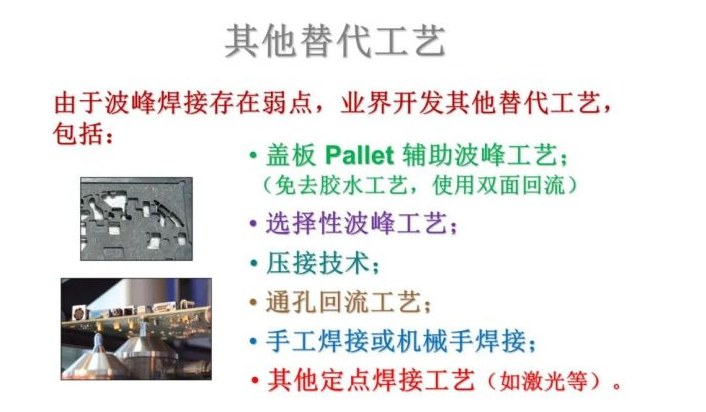 其他替代工艺
由于波峰焊接存在弱点，业界开发其他替代工艺，
包括：
• 盖板 Pallet 辅助波峰工艺；
（免去胶水工艺，使用双面回流）
• 选择性波峰工艺；
• 压接技术；
• 通孔回流工艺；
• 手工焊接或机械手焊接；
• 其他定点焊接工艺（如激光等）。